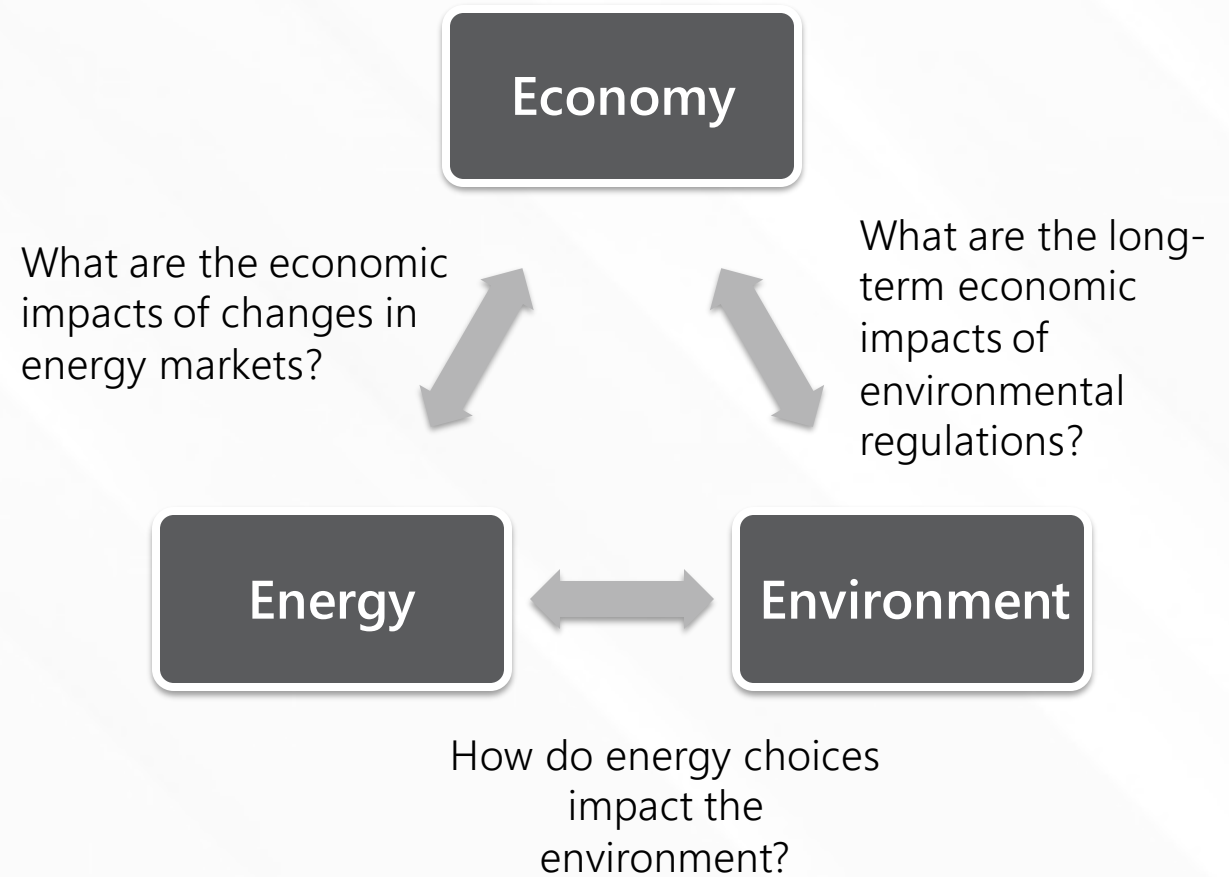 Economy
What are the economic
impacts of changes in
energy markets?
What are the long-
term economic
impacts of
environmental
regulations?
Energy
Environment
How do energy choices
impact the
environment?